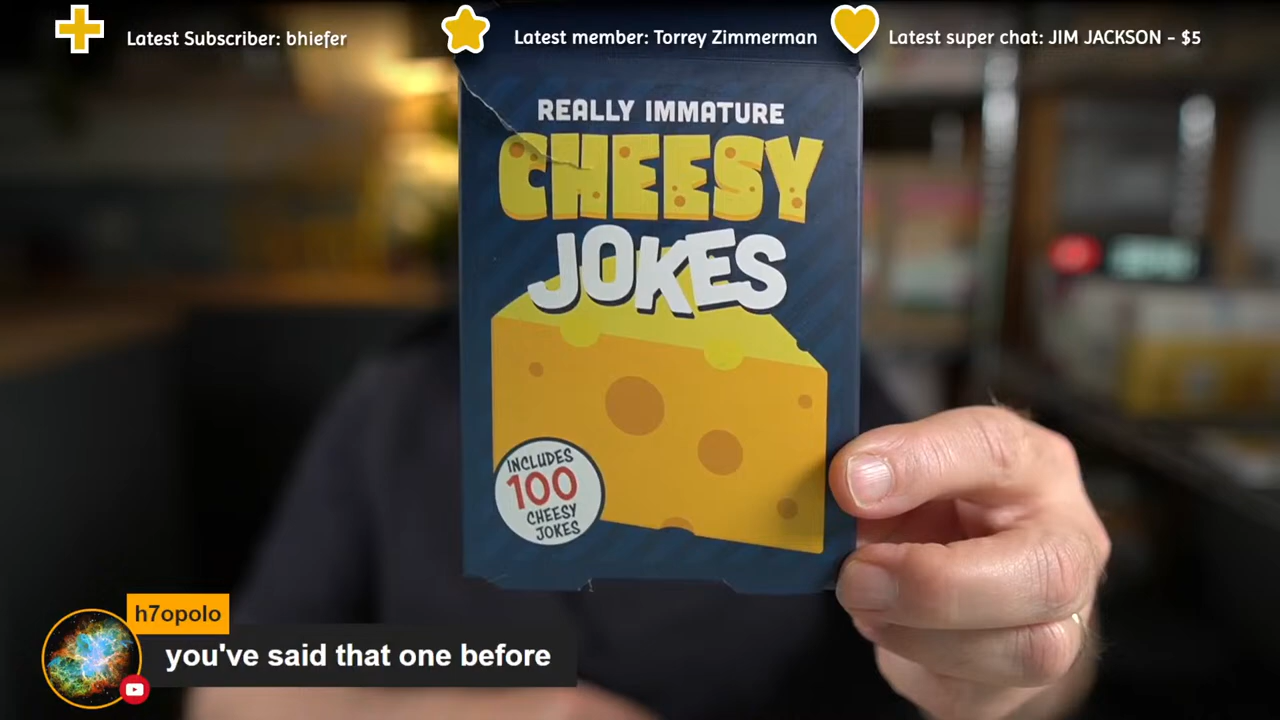 Latest Subscriber: bhiefer
Latest member: Torrey Zimmerman
Latest super chat: JIM JACKSON - $5
REALLY IMMATURE
CHEESY
JOKES
INCLUDES
100
CHEESY
JOKES
h7opolo
you've said that one before